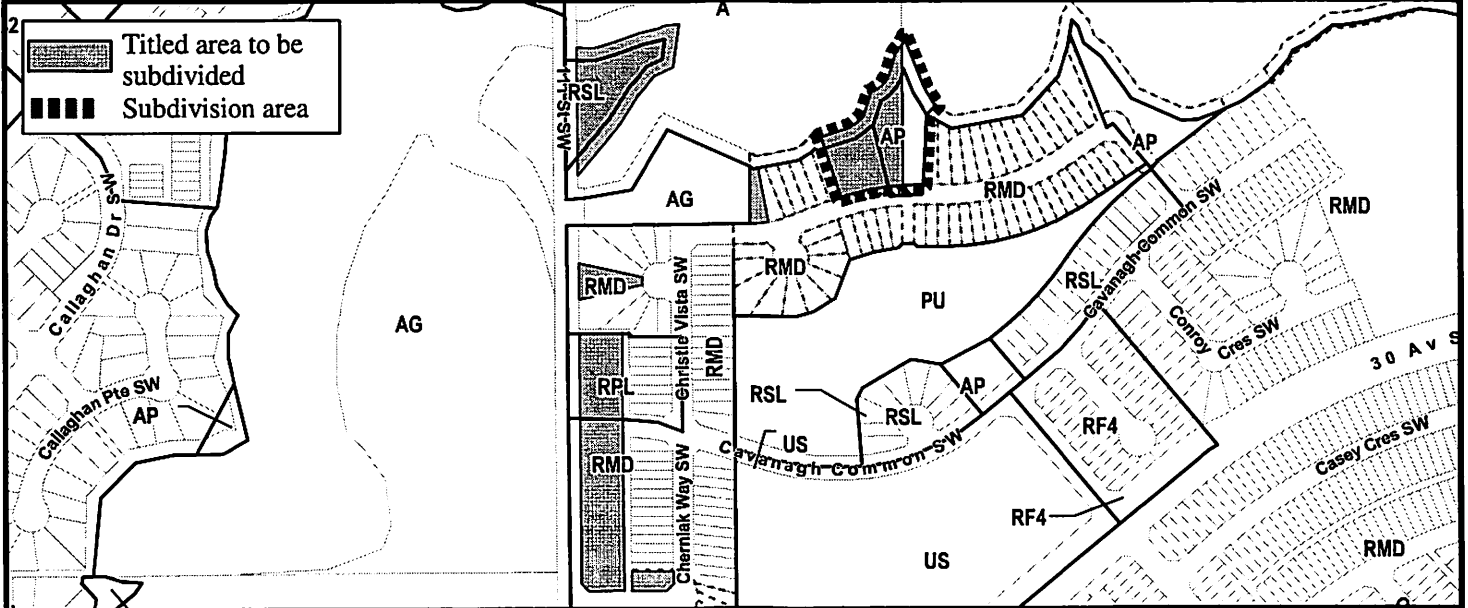 2
A
Titled area to be
subdivided
Subdivision area
RSL
AP
AP
RMD
AG
RMD
Callaghan Dr SW
RMD
RMD
RSL
Cavanagh Common SW
PU
AG
Christie Vista SW
RMD
Conroy
Cres SW
30 Av S
RPL
RSL
AP
RSL
Callaghan Pte SW
AP
US
RF4
Casey Cres SW
Cavanagh Common SW
RMD
Cherniak Way SW
RF4
US
RMD